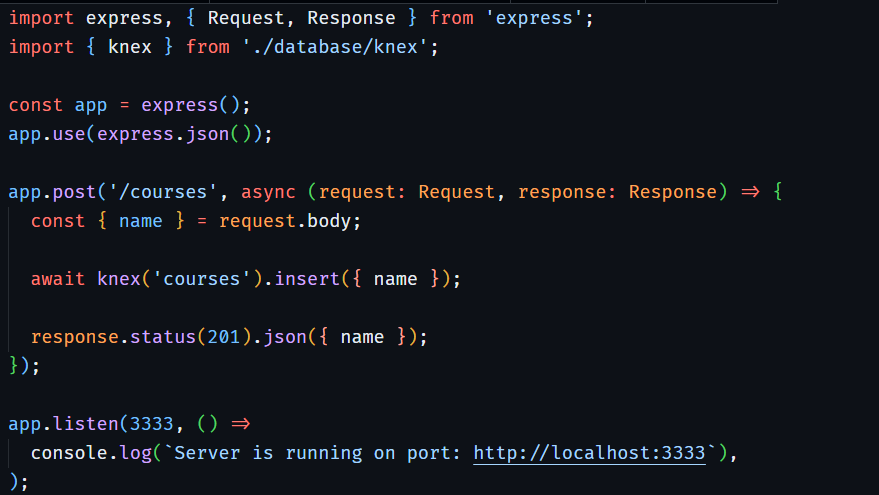 import express, { Request, Response } from 'express';
import { knex } from './database/knex';
const app = express();
app.use(express.json());
app.post('/courses', async (request: Request, response: Response) => {
const { name } = request.body;
await knex('courses').insert({ name });
response.status(201).json({ name });
});
app.listen(3333, () =>
console.log(`Server is running on port: http://localhost:3333`),
);